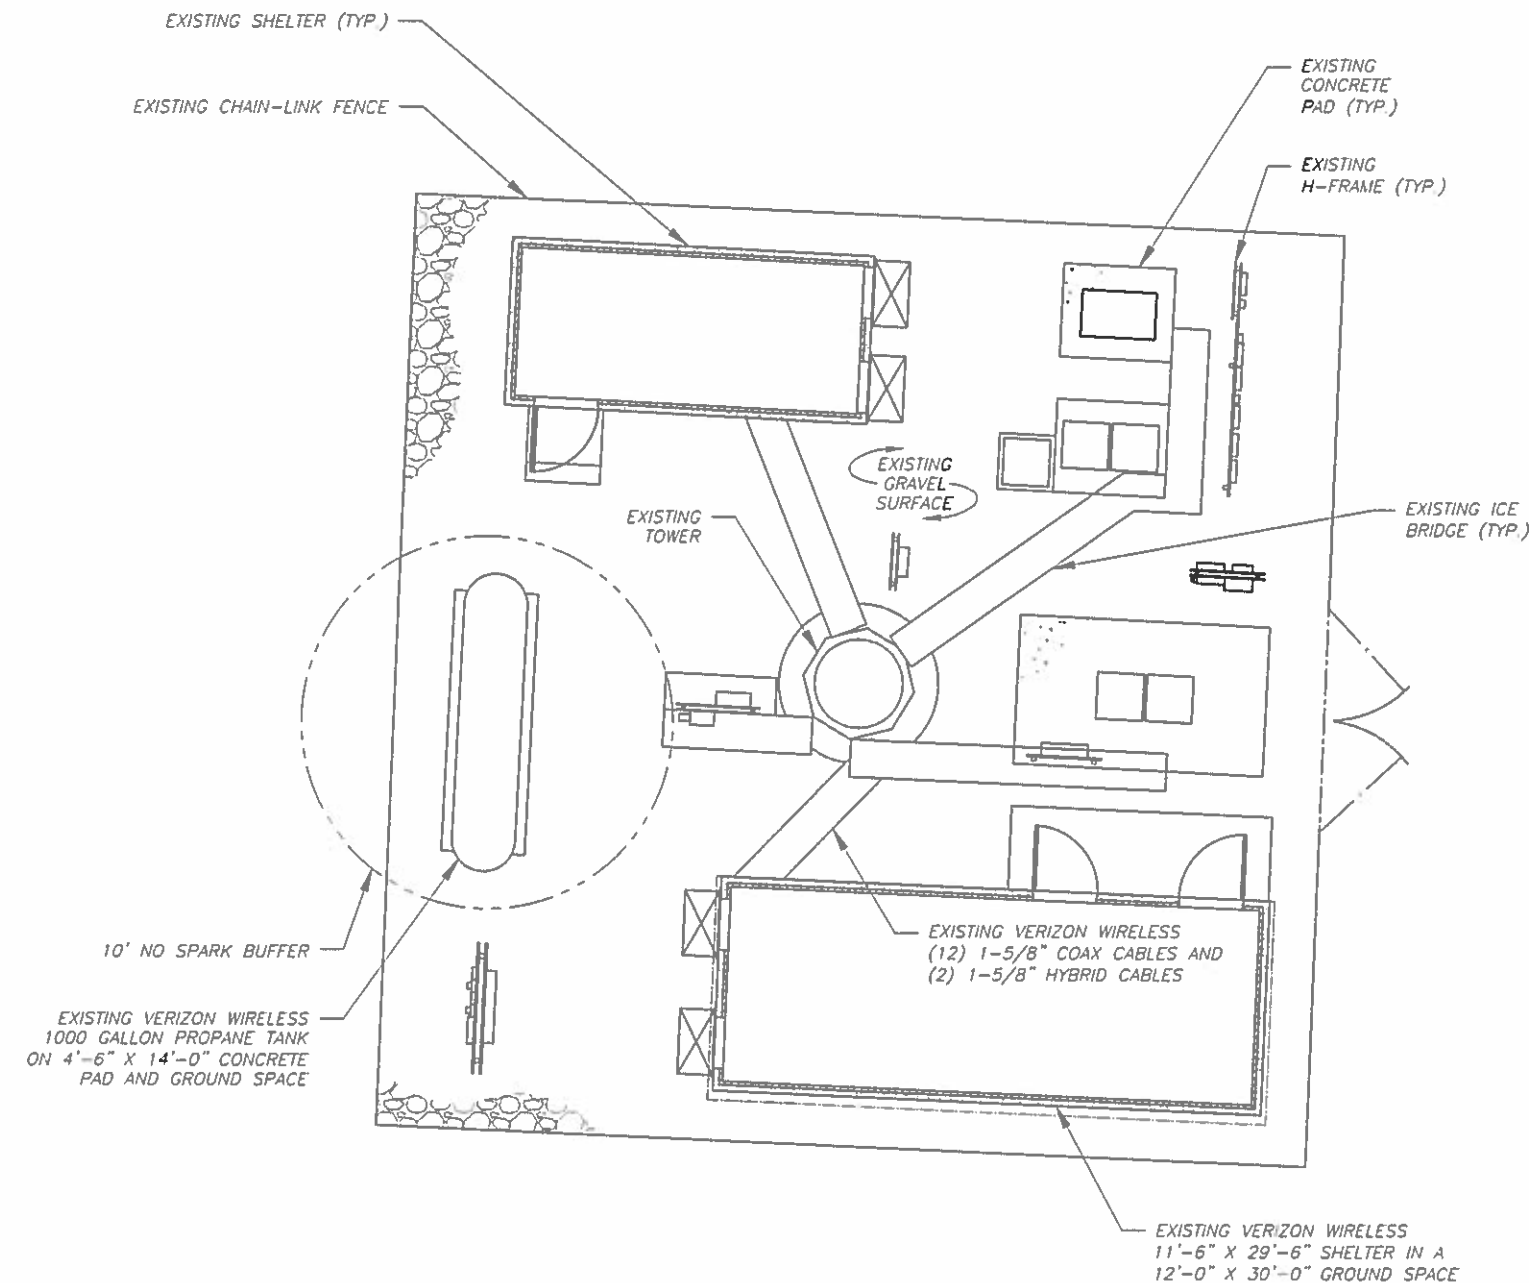 EXISTING SHELTER (TYP.)
EXISTING CHAIN-LINK FENCE
EXISTING
CONCRETE
PAD (TYP.)
EXISTING
H-FRAME (TYP.)
EXISTING
GRAVEL
SURFACE
EXISTING
TOWER
EXISTING ICE
BRIDGE (TYP.)
10' NO SPARK BUFFER
EXISTING VERIZON WIRELESS
(12) 1-5/8" COAX CABLES AND
(2) 1-5/8" HYBRID CABLES
EXISTING VERIZON WIRELESS
1000 GALLON PROPANE TANK
ON 4'-6" X 14'-0" CONCRETE
PAD AND GROUND SPACE
EXISTING VERIZON WIRELESS
11'-6" X 29'-6" SHELTER IN A
12'-0" X 30'-0" GROUND SPACE